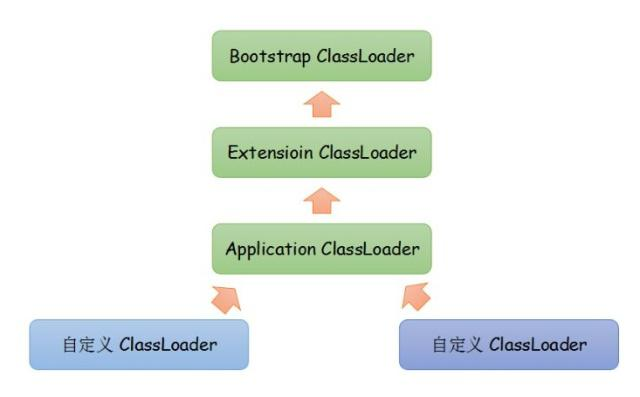 Bootstrap ClassLoader
Extensioin ClassLoader
Application ClassLoader
自定义 ClassLoader
自定义 ClassLoader